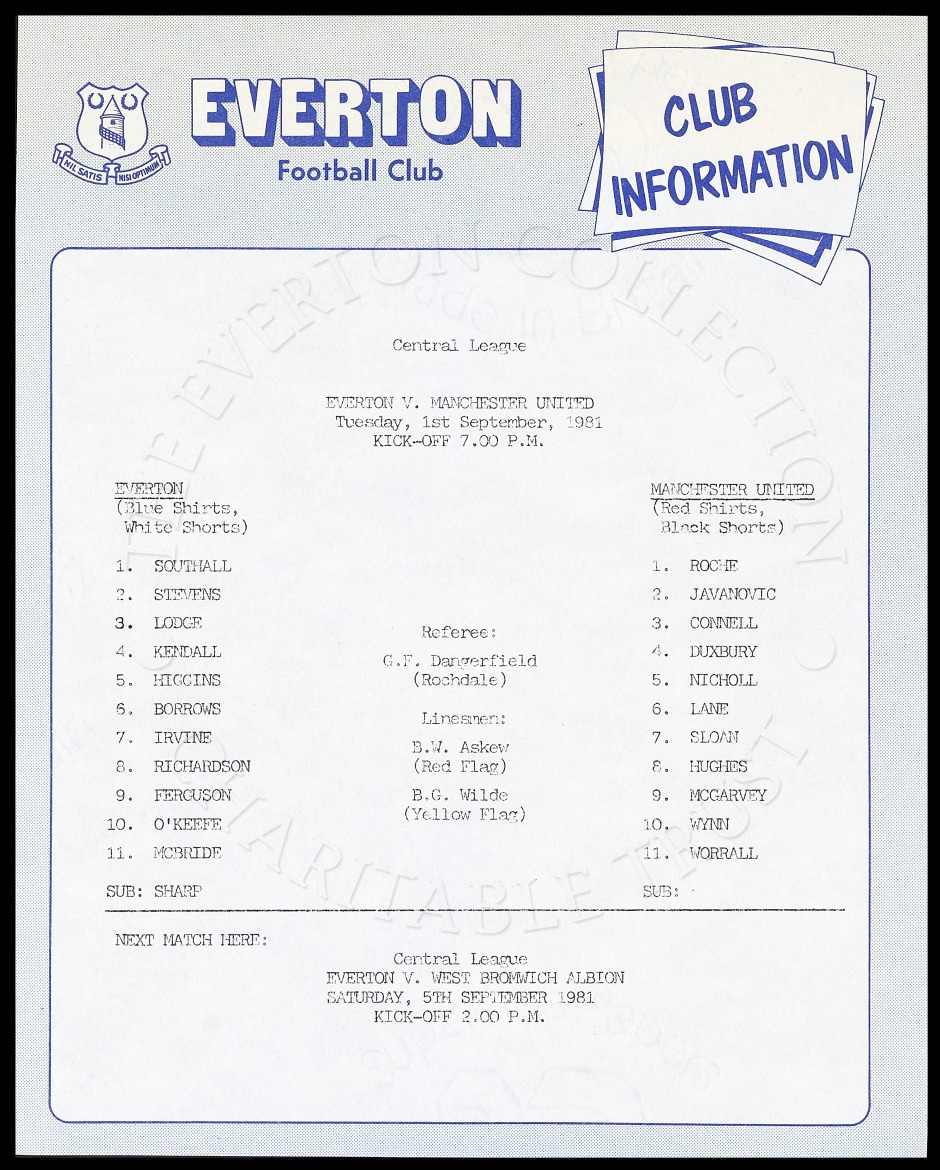 NIL SATIS NISI OPTIMUM
EVERTON
Football Club
CLUB
INFORMATION
Central League
EVERTON V. MANCHESTER UNITED
Tuesday, 1st September, 1981
KICK-OFF 7.00 P.M.
EVERTON
(Blue Shirts,
White Shorts)
1. SOUTHALL
2. STEVENS
3. LODGE
4. KENDALL
5. HIGGINS
6. BORROWS
7. IRVINE
8. RICHARDSON
9. FERGUSON
10. O'KEEFE
11. MCBRIDE
SUB: SHARP
Referee:
G.F. Dangerfield
(Rochdale)
Linesmen:
B.W. Askew
(Red Flag)
B.G. Wilde
(Yellow Flag)
MANCHESTER UNITED
(Red Shirts,
Black Shorts)
1. ROCHE
2. JAVANOVIC
3. CONNELL
4. DUXBURY
5. NICHOLL
6. LANE
7. SLOAN
8. HUGHES
9. MCGARVEY
10. WYNN
11. WORRALL
SUB:
NEXT MATCH HERE:
Central League
EVERTON V. WEST BROMWICH ALBION
SATURDAY, 5TH SEPTEMBER 1981
KICK-OFF 2.00 P.M.
THE EVERTON COLLECTION
CHARITABLE TRUST